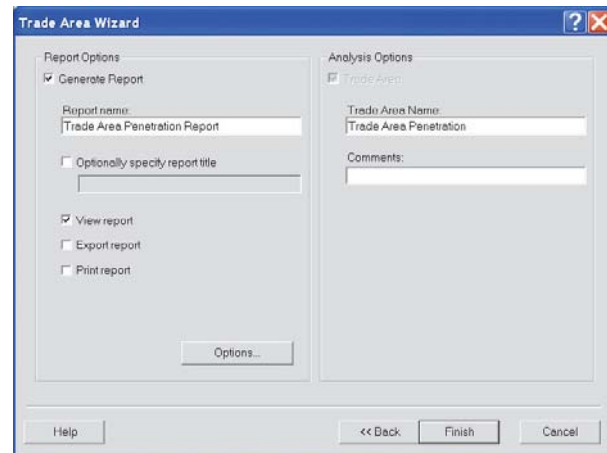 Trade Area Wizard
Report Options
Generate Report
Report name:
Trade Area Penetration Report
Optionally specify report title
View report
Export report
Print report
Options...
Analysis Options
Trade Area
Trade Area Name:
Trade Area Penetration
Comments:
Help
<< Back
Finish
Cancel